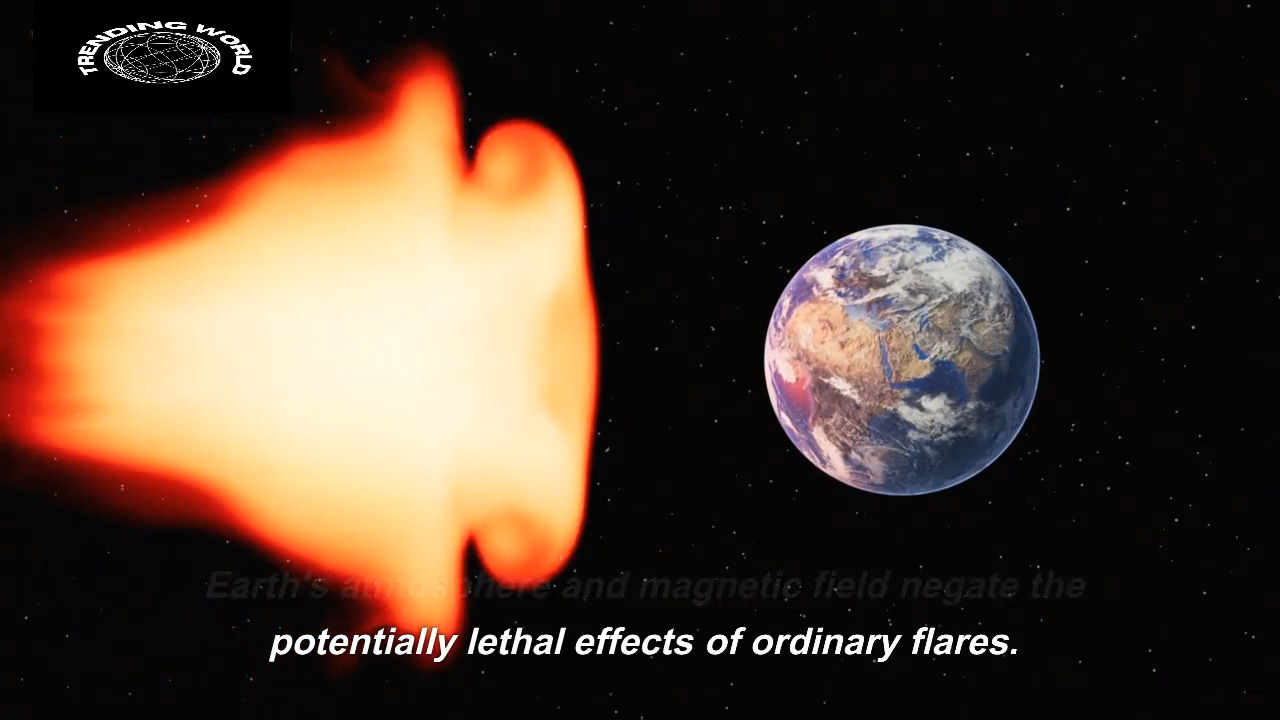 TRENDING WORLD
Earth's atmosphere and magnetic field negate the
potentially lethal effects of ordinary flares.